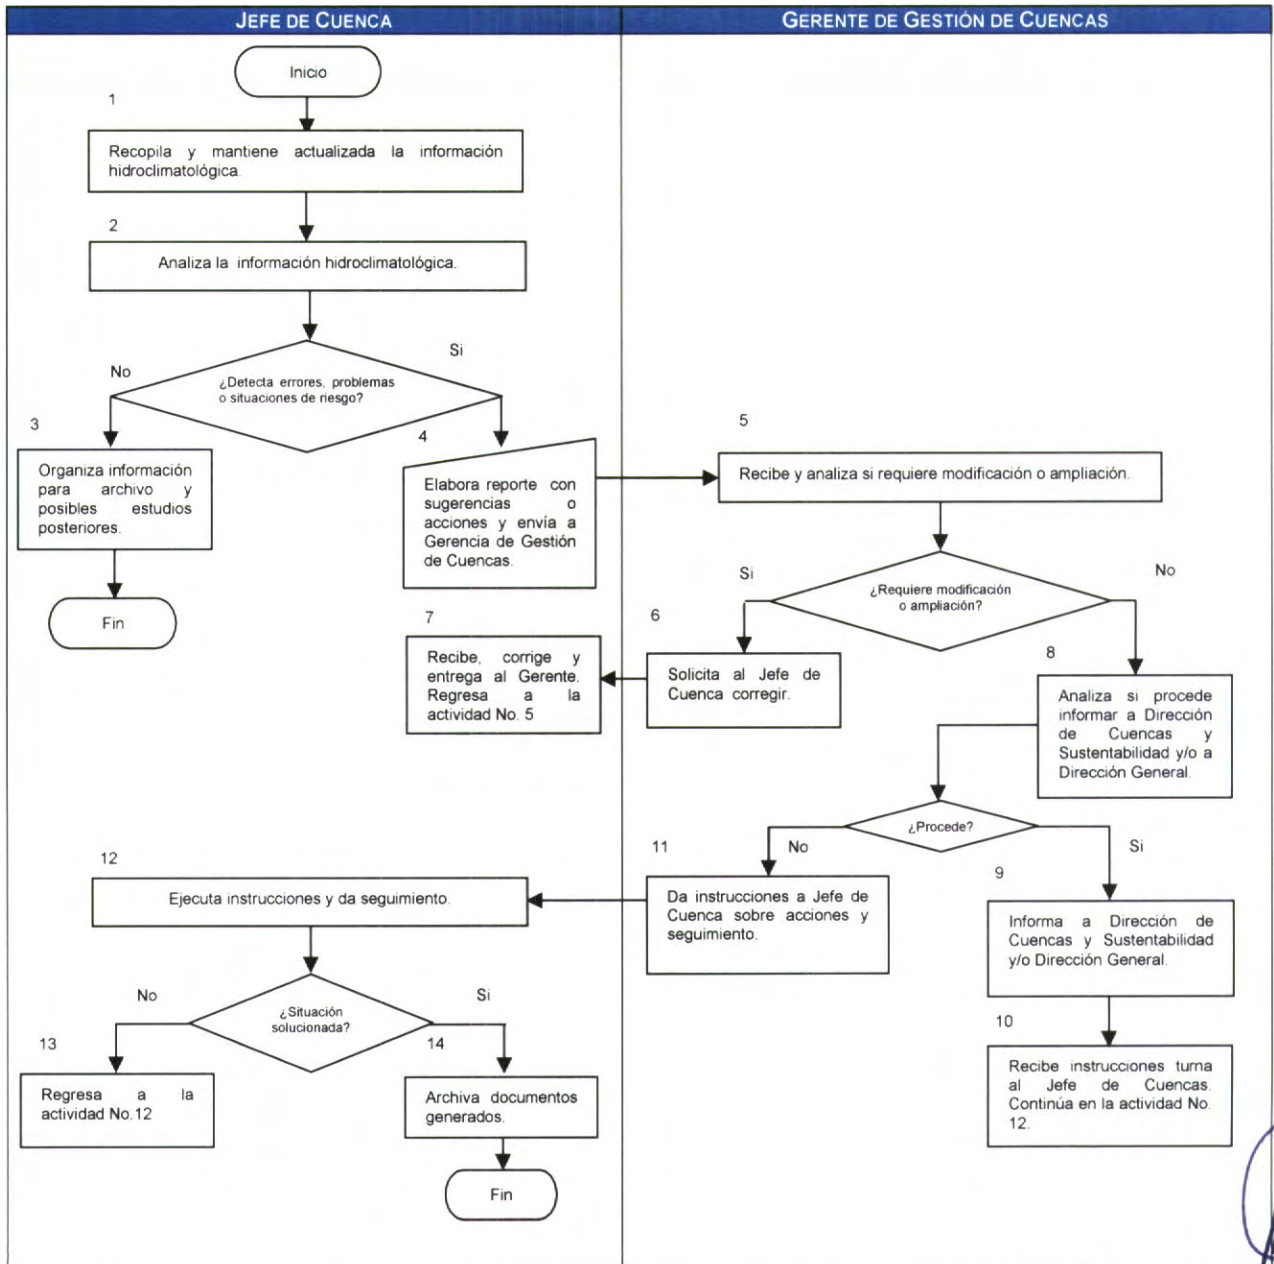 JEFE DE CUENCA
GERENTE DE GESTIÓN DE CUENCAS
Inicio
1
Recopila y mantiene actualizada la información
hidroclimatológica.
2
Analiza la información hidroclimatológica.
¿Detecta errores, problemas
o situaciones de riesgo?
No
Si
3
Organiza información
para archivo y
posibles estudios
posteriores.
Fin
4
Elabora reporte con
sugerencias o
acciones y envía a
Gerencia de Gestión
de Cuencas.
5
Recibe y analiza si requiere modificación o ampliación.
¿Requiere modificación
o ampliación?
Si
No
6
Solicita al Jefe de
Cuenca corregir.
7
Recibe, corrige y
entrega al Gerente.
Regresa a la
actividad No. 5
8
Analiza si procede
informar a Dirección
de Cuencas y
Sustentabilidad y/o a
Dirección General.
¿Procede?
No
Si
9
Informa a Dirección de
Cuencas y Sustentabilidad
y/o Dirección General.
10
Recibe instrucciones turna
al Jefe de Cuencas.
Continúa en la actividad No.
12.
11
Da instrucciones a Jefe de
Cuenca sobre acciones y
seguimiento.
12
Ejecuta instrucciones y da seguimiento.
¿Situación
solucionada?
No
Si
13
Regresa a la
actividad No.12
14
Archiva documentos
generados.
Fin